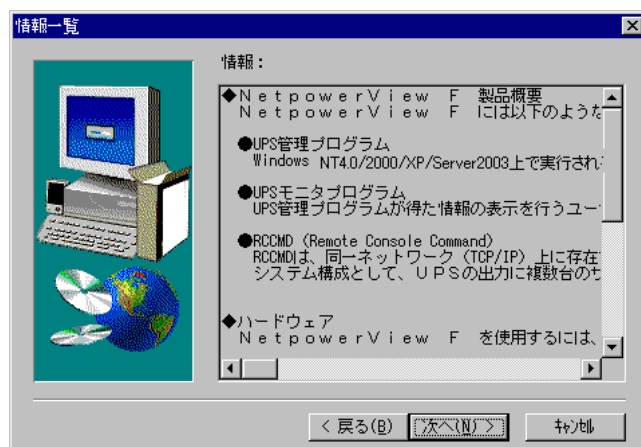 情報一覧
情報：
◆ＮｅｔｐｏｗｅｒＶｉｅｗ　Ｆ　製品概要
ＮｅｔｐｏｗｅｒＶｉｅｗ　Ｆ　には以下のような
●UPS管理プログラム
Windows NT4.0/2000/XP/Server2003上で実行され
●UPSモニタプログラム
UPS管理プログラムが得た情報の表示を行うユー
●RCCMD (Remote Console Command)
RCCMDは、同一ネットワーク（TCP/IP）上に存在
システム構成として、ＵＰＳの出力に複数台の
◆ハードウェア
ＮｅｔｐｏｗｅｒＶｉｅｗ　Ｆ　を使用するには、
< 戻る(B)
次へ(N) >
キャンセル